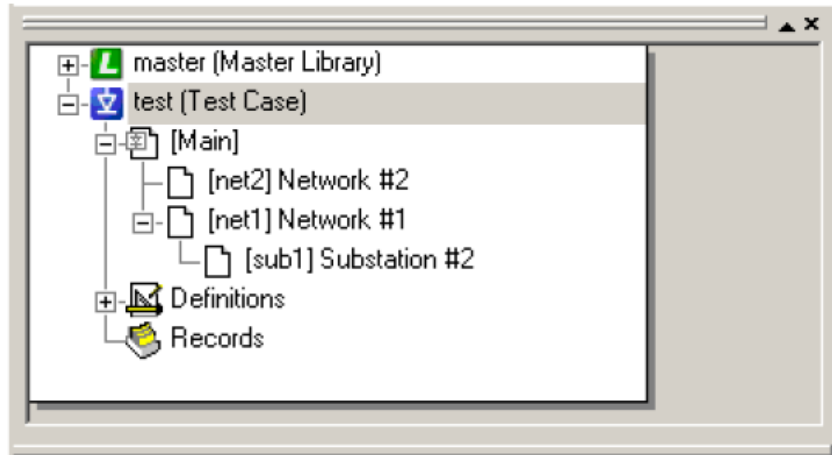 master (Master Library)
test (Test Case)
[Main]
[net2] Network #2
[net1] Network #1
[sub1] Substation #2
Definitions
Records